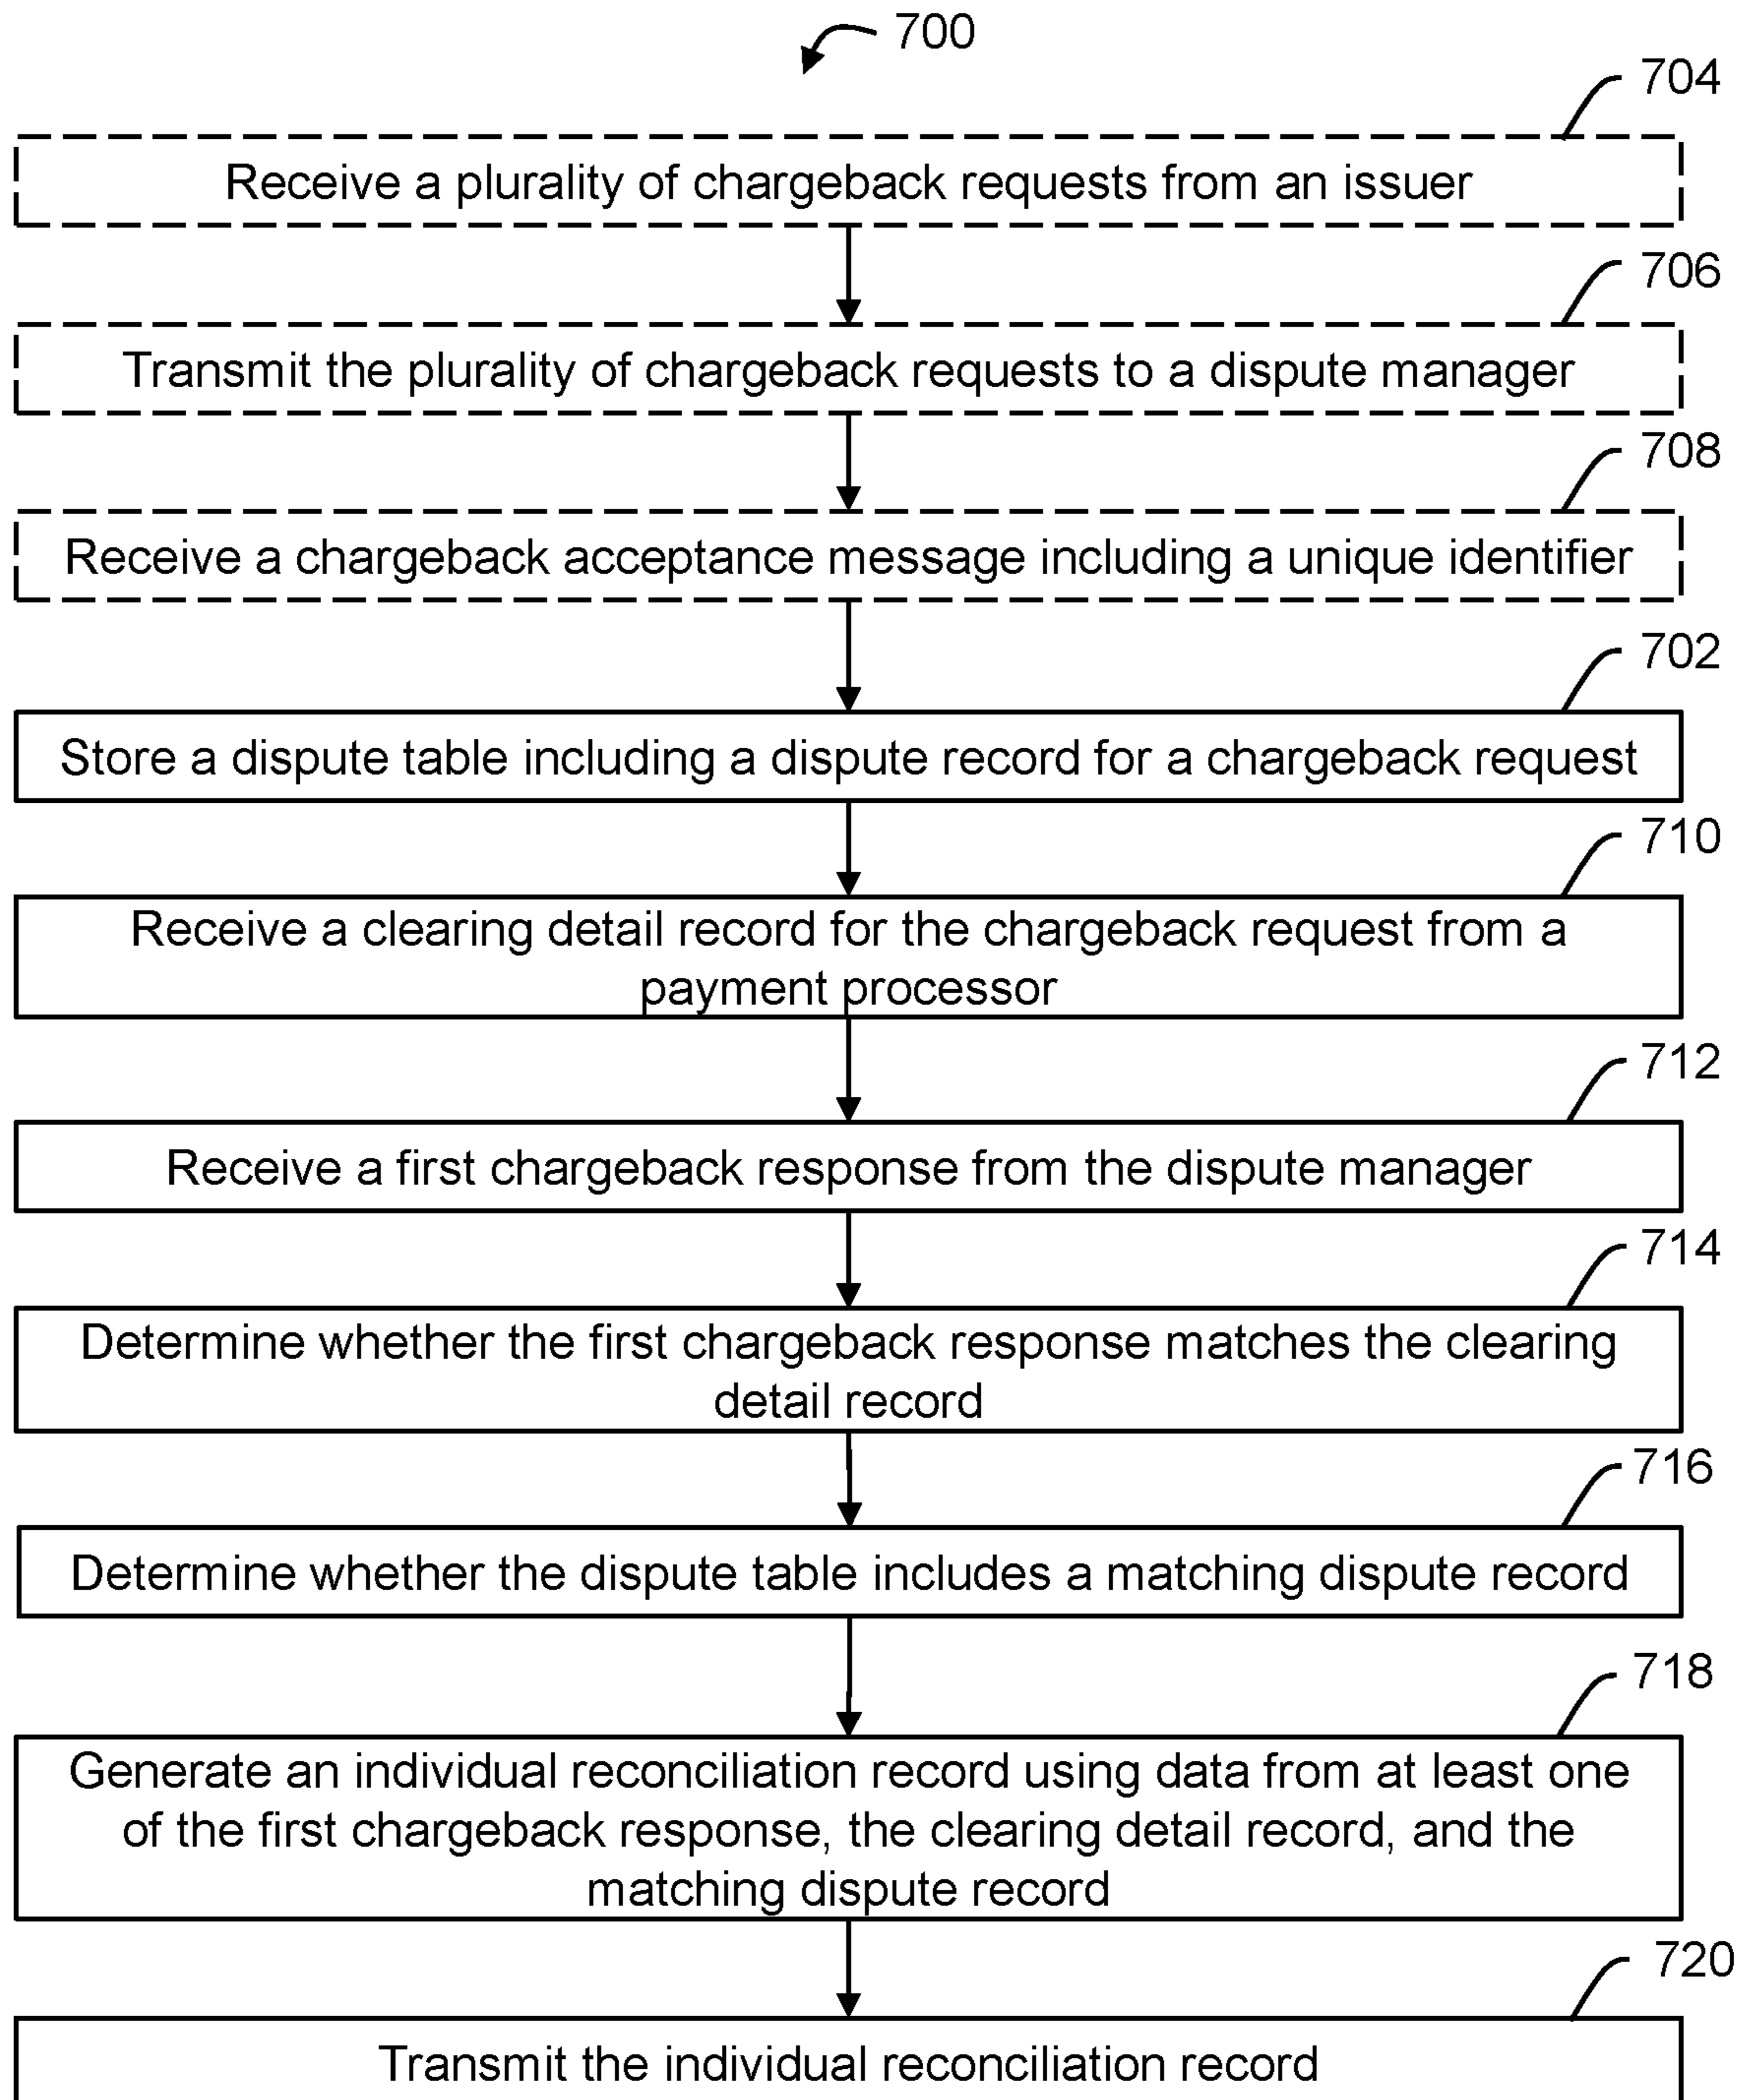 700
704
Receive a plurality of chargeback requests from an issuer
706
Transmit the plurality of chargeback requests to a dispute manager
708
Receive a chargeback acceptance message including a unique identifier
702
Store a dispute table including a dispute record for a chargeback request
710
Receive a clearing detail record for the chargeback request from a
payment processor
712
Receive a first chargeback response from the dispute manager
714
Determine whether the first chargeback response matches the clearing
detail record
716
Determine whether the dispute table includes a matching dispute record
718
Generate an individual reconciliation record using data from at least one
of the first chargeback response, the clearing detail record, and the
matching dispute record
720
Transmit the individual reconciliation record